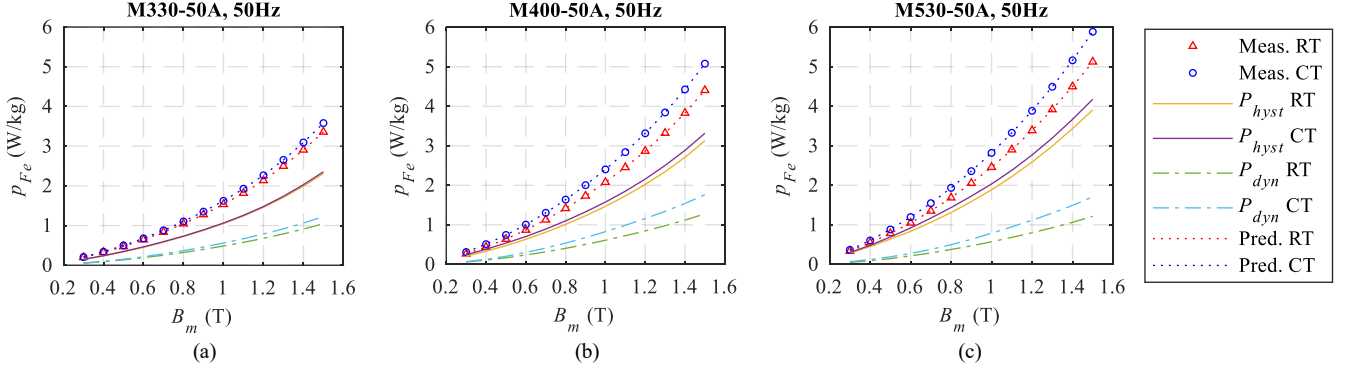 M330-50A, 50Hz
6
5
4
3
2
1
0
p_Fe (W/kg)
0.2 0.4 0.6 0.8 1 1.2 1.4 1.6
B_m (T)
(a)
M400-50A, 50Hz
6
5
4
3
2
1
0
p_Fe (W/kg)
0.2 0.4 0.6 0.8 1 1.2 1.4 1.6
B_m (T)
(b)
M530-50A, 50Hz
6
5
4
3
2
1
0
p_Fe (W/kg)
0.2 0.4 0.6 0.8 1 1.2 1.4 1.6
B_m (T)
(c)
Meas. RT
Meas. CT
P_hyst RT
P_hyst CT
P_dyn RT
P_dyn CT
Pred. RT
Pred. CT